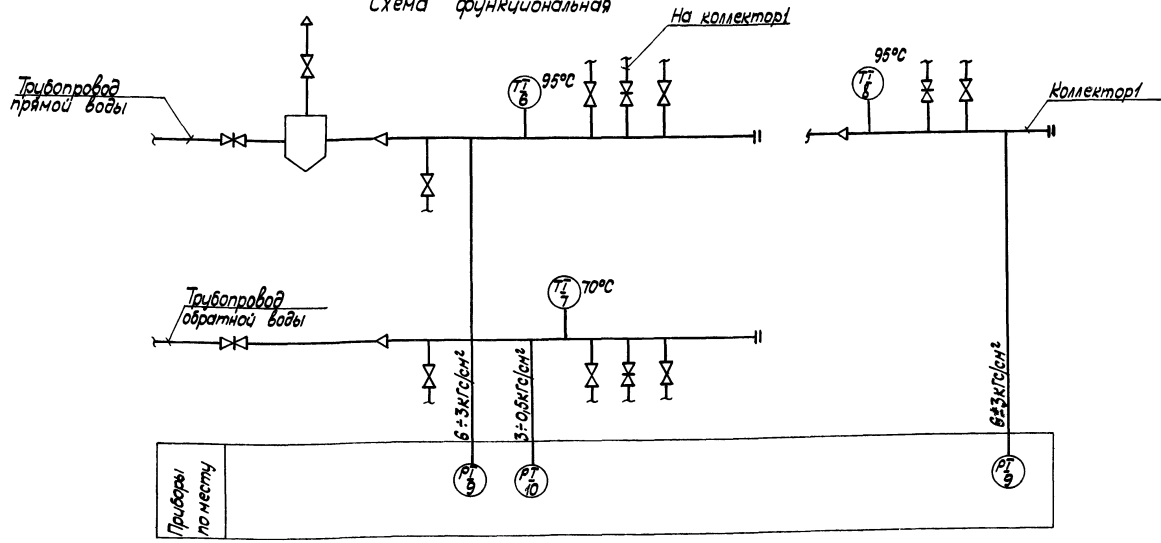 Схема функциональная
На коллектор1
Трубопровод
прямой воды
TI
6
95°С
TI
8
95°С
Коллектор1
Трубопровод
обратной воды
TI
7
70°С
6÷3кГс/см²
3÷0,5кГс/см²
6±3кГс/см²
Приборы
по месту
PI
9
PI
10
PI
9